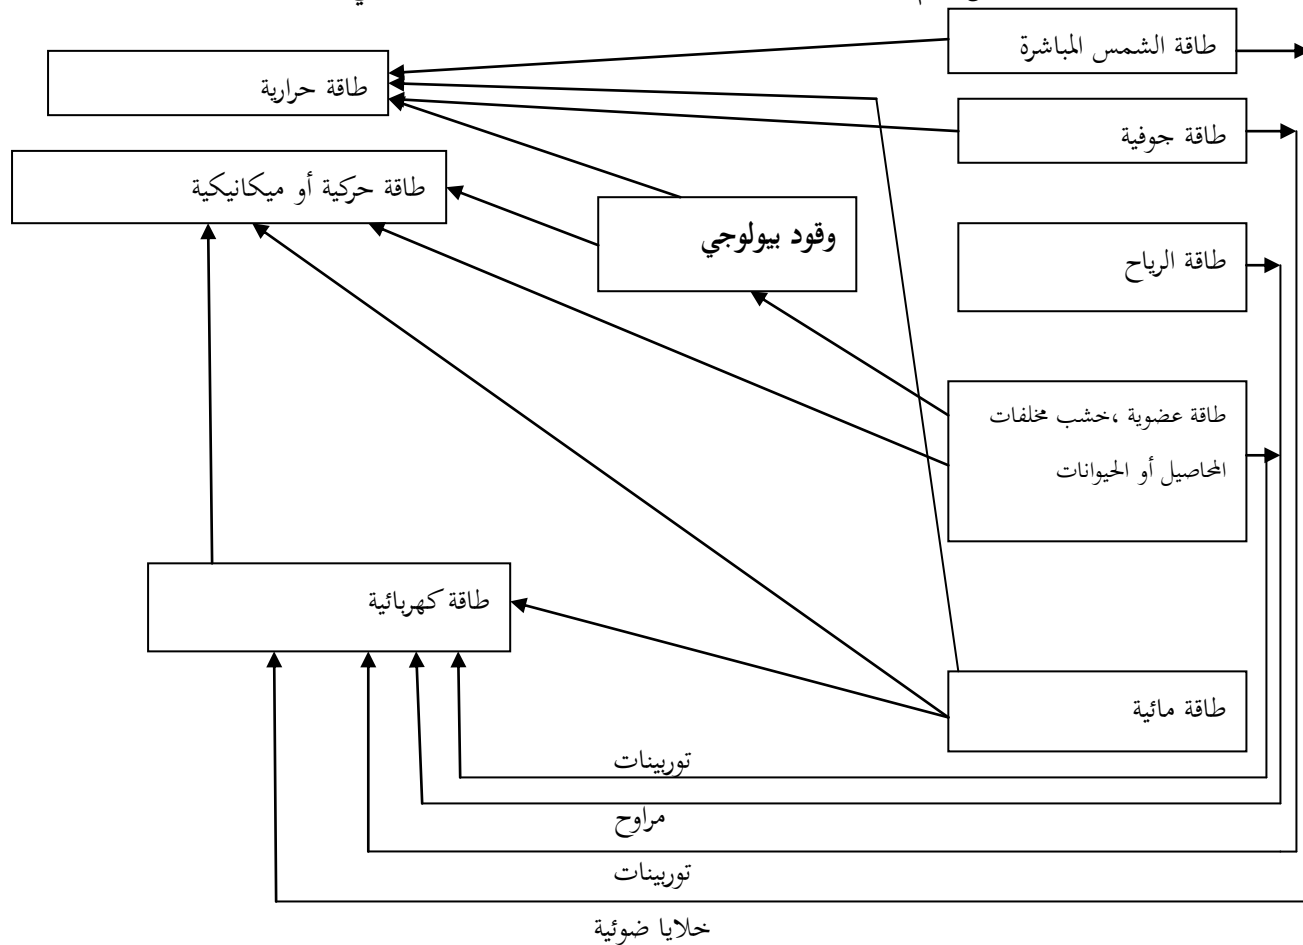 طاقة الشمس المباشرة
طاقة حرارية
طاقة جوفية
طاقة حركية أو ميكانيكية
وقود بيولوجي
طاقة الرياح
طاقة عضوية ،خشب مخلفات
المحاصيل أو الحيوانات
طاقة كهربائية
طاقة مائية
توربينات
مراوح
توربينات
خلايا ضوئية